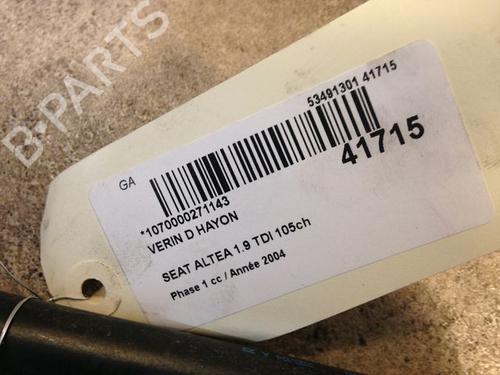 B-PARTS
53491301 41715
GA
41715
*1070000271143
VERIN D HAYON
SEAT ALTEA 1.9 TDI 105ch
Phase 1 cc / Année 2004